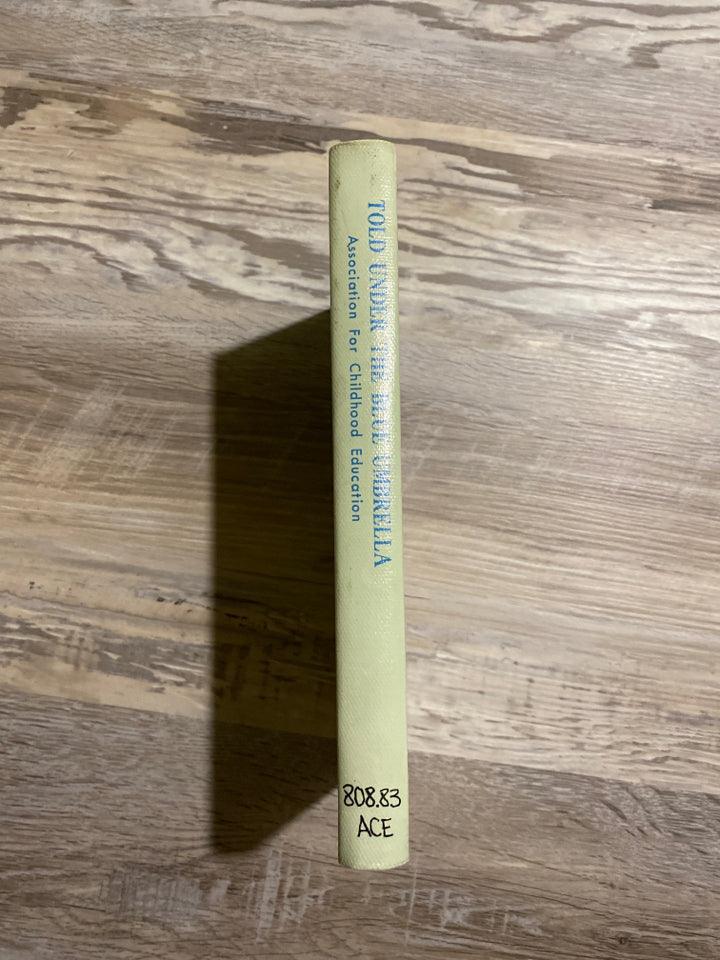 TOLD UNDER THE BLUE UMBRELLA
Association For Childhood Education
808.83
ACE